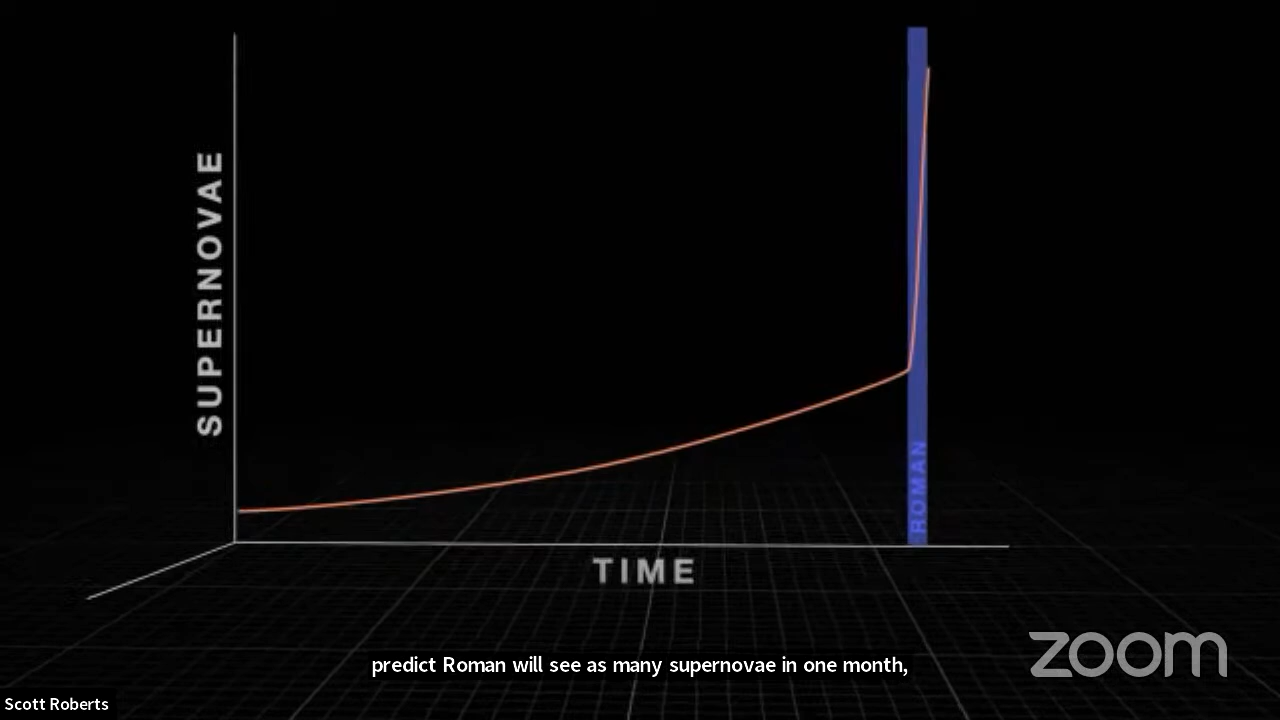 SUPERNOVAE
ROMAN
TIME
predict Roman will see as many supernovae in one month,
zoom
Scott Roberts